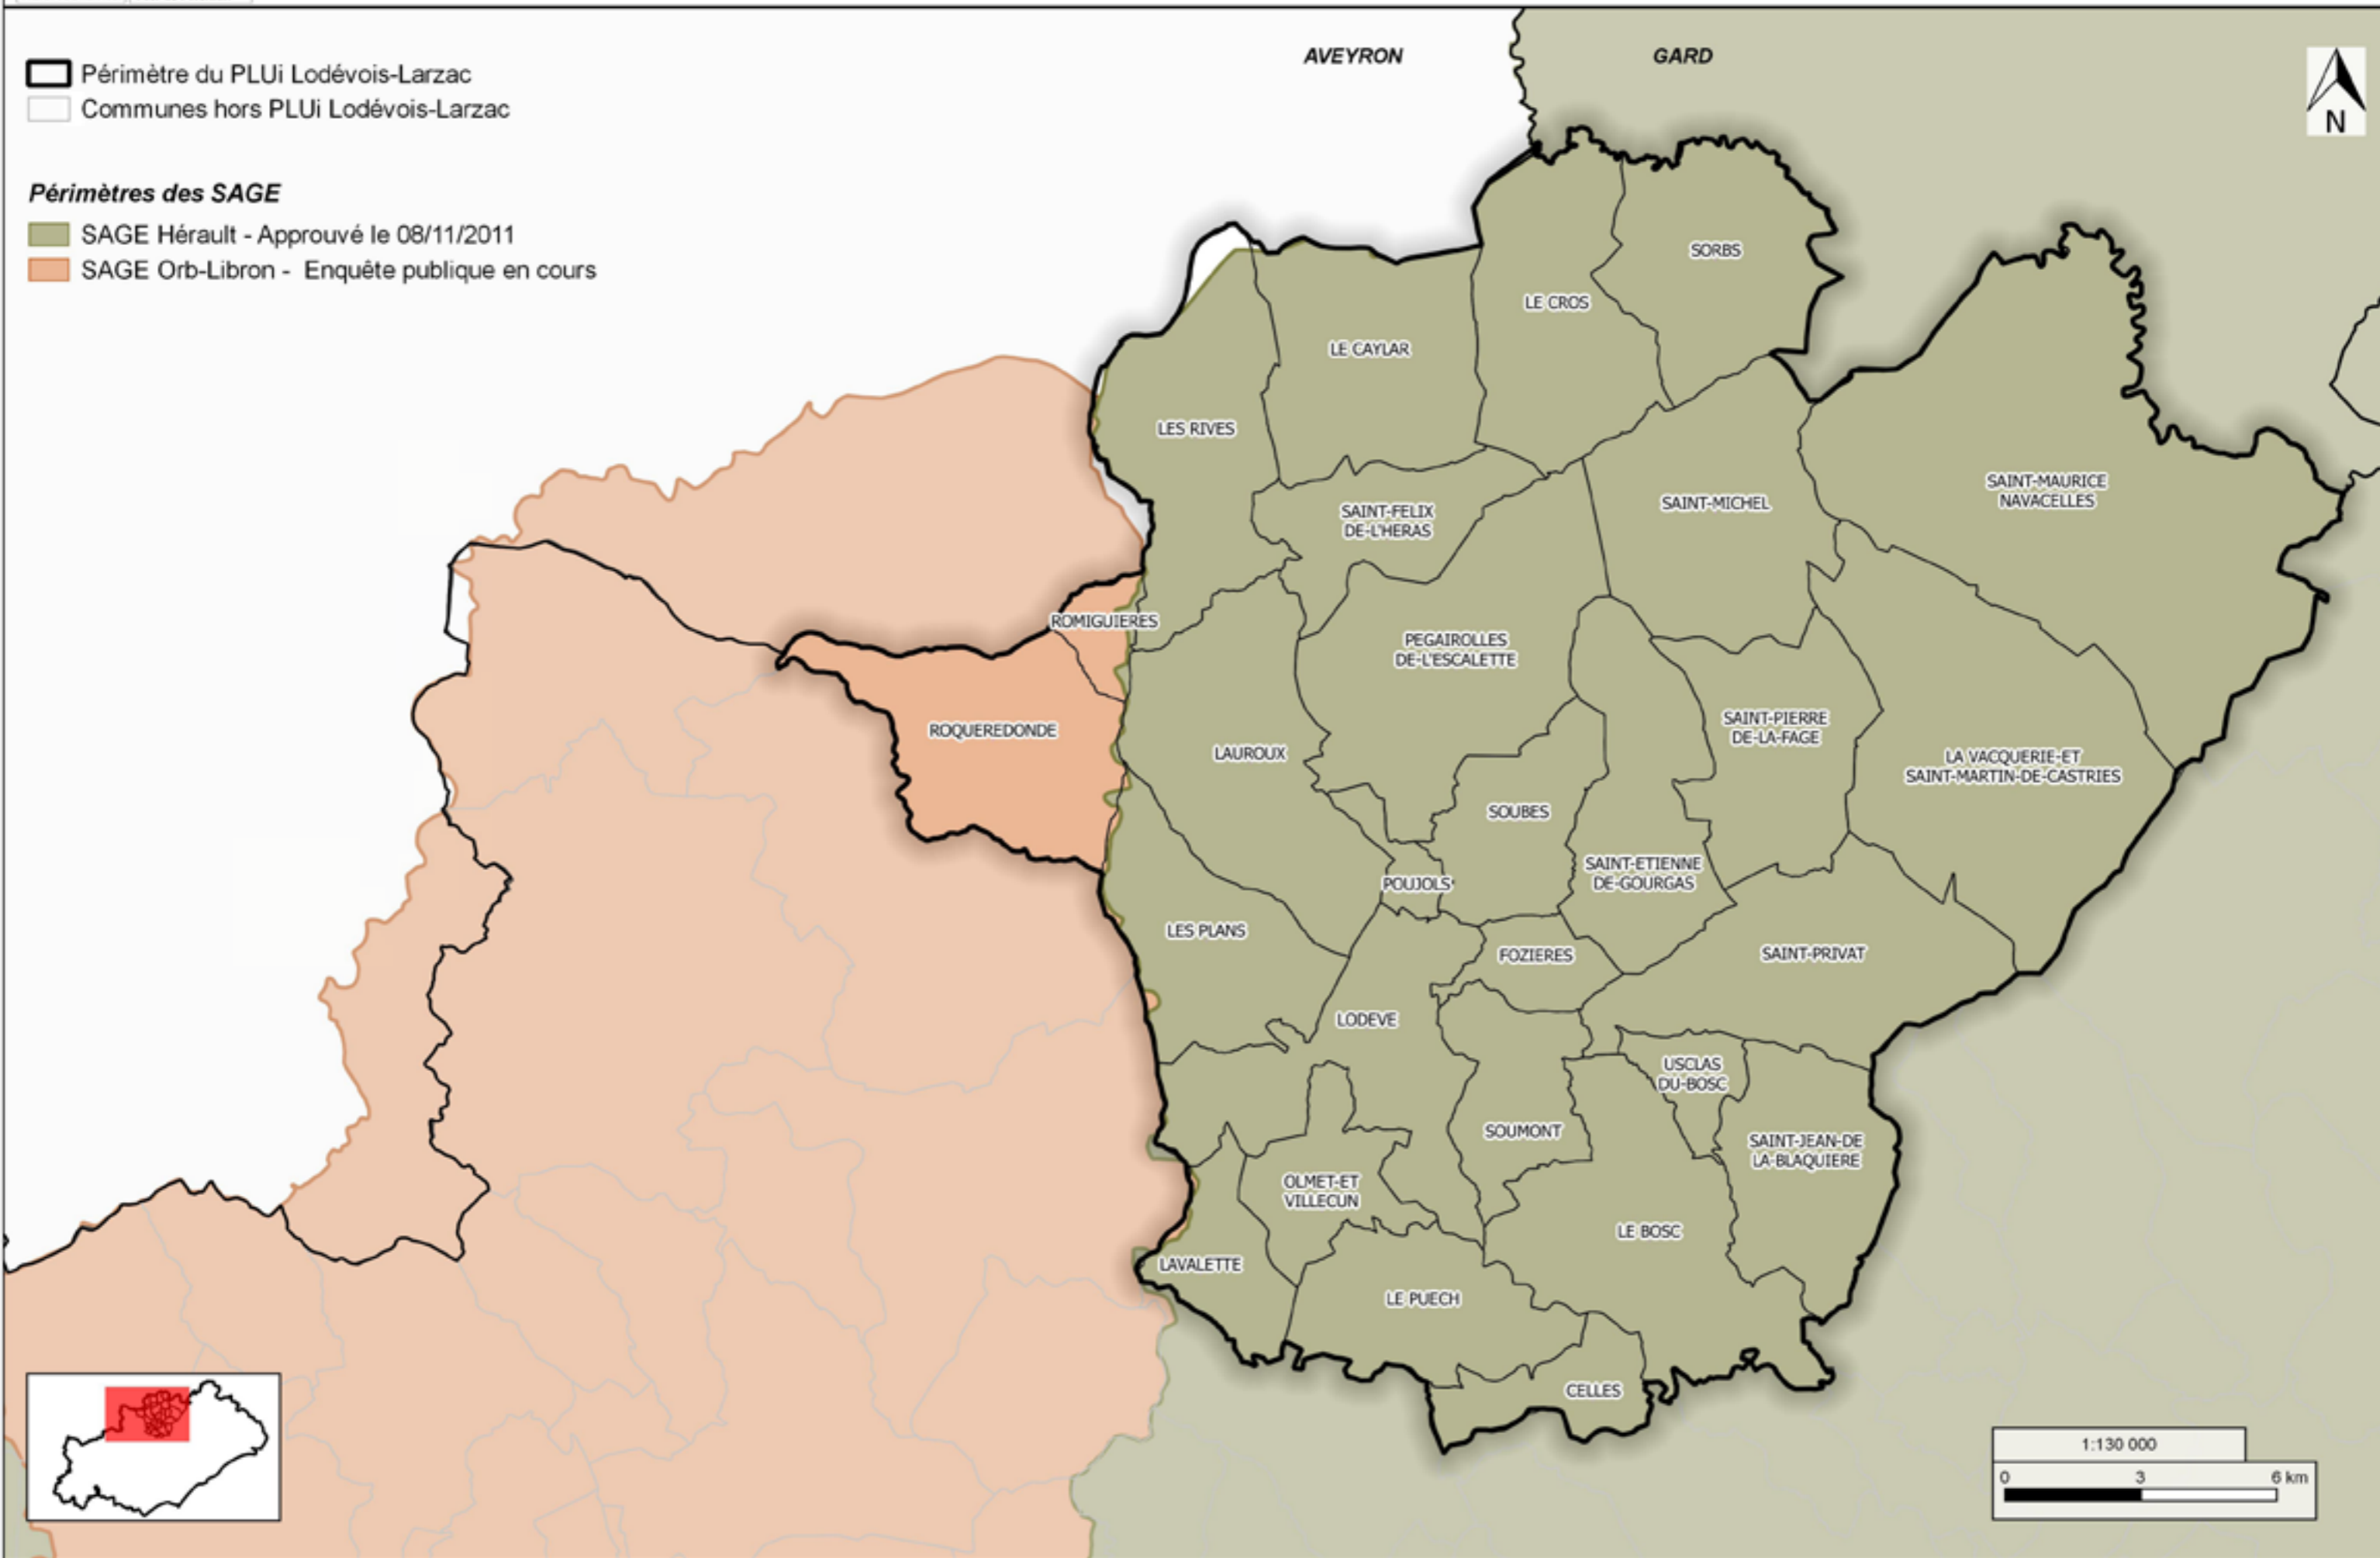 AVEYRON
GARD
N
Périmètre du PLUi Lodévois-Larzac
Communes hors PLUi Lodévois-Larzac
Périmètres des SAGE
SAGE Hérault - Approuvé le 08/11/2011
SAGE Orb-Libron - Enquête publique en cours
SORBS
LE CROS
LE CAYLAR
LES RIVES
SAINT-MAURICE
NAVACELLES
SAINT-MICHEL
SAINT-FELIX
DE-L'HERAS
ROMIGUIERES
PEGAIROLLES
DE-L'ESCALETTE
ROQUEREDONDE
LAUROUX
SAINT-PIERRE
DE-LA-FAGE
LA VACQUERIE-ET
SAINT-MARTIN-DE-CASTRIES
SOUBES
SAINT-ETIENNE
DE-GOURGAS
POUJOLS
LES PLANS
FOZIERES
SAINT-PRIVAT
LODEVE
USCLAS
DU-BOSC
SOUMONT
SAINT-JEAN-DE
LA-BLAQUIERE
OLMET-ET
VILLECUN
LE BOSC
LAVALETTE
LE PUECH
CELLES
1:130 000
0 3 6 km